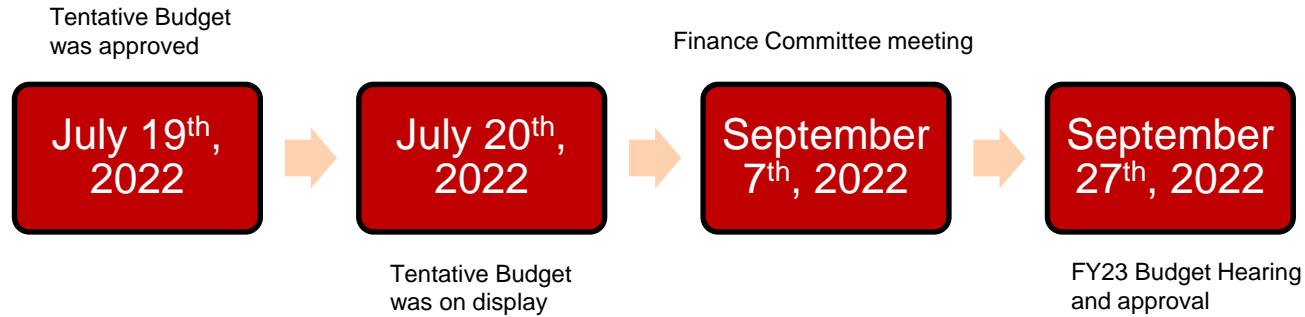 Tentative Budget
was approved
Finance Committee meeting
July 19th,
2022
July 20th,
2022
September
7th, 2022
September
27th, 2022
Tentative Budget
was on display
FY23 Budget Hearing
and approval